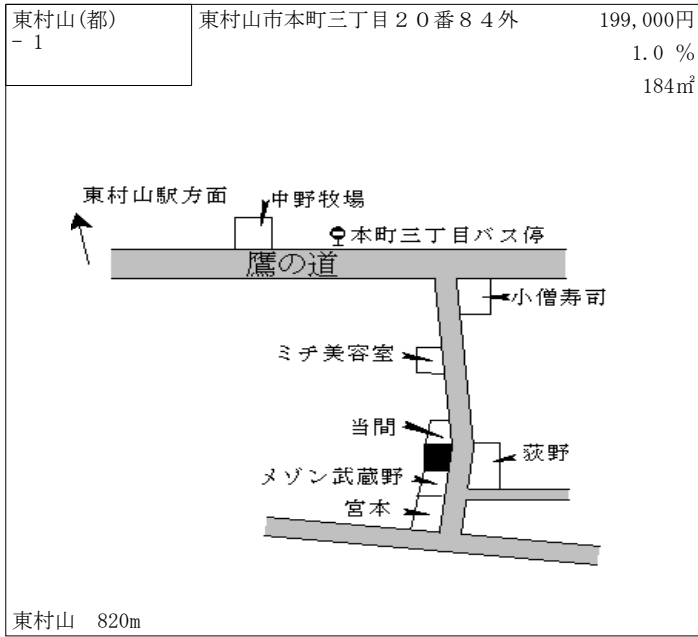 東村山(都)
- 1
東村山市本町三丁目２０番８４外
199,000円
1.0 %
184㎡
東村山駅方面
中野牧場
本町三丁目バス停
鷹の道
小僧寿司
ミチ美容室
当間
荻野
メゾン武蔵野
宮本
東村山 820m